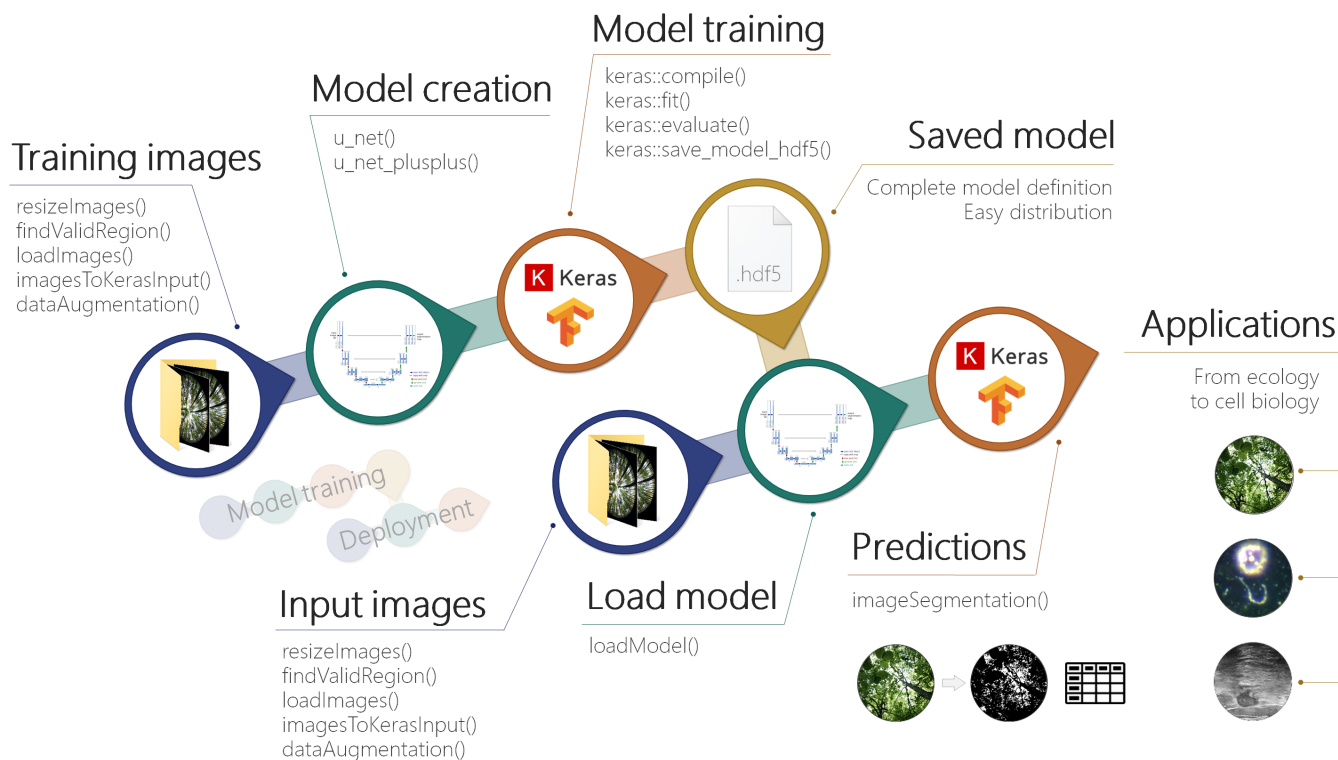 Model training
keras::compile()
keras::fit()
keras::evaluate()
keras::save_model_hdf5()
Model creation
u_net()
u_net_plusplus()
Saved model
Complete model definition
Easy distribution
Training images
resizeImages()
findValidRegion()
loadImages()
imagesToKerasInput()
dataAugmentation()
.hdf5
K Keras
K Keras
Applications
From ecology
to cell biology
Model training
Deployment
Input images
resizeImages()
findValidRegion()
loadImages()
imagesToKerasInput()
dataAugmentation()
Load model
loadModel()
Predictions
imageSegmentation()